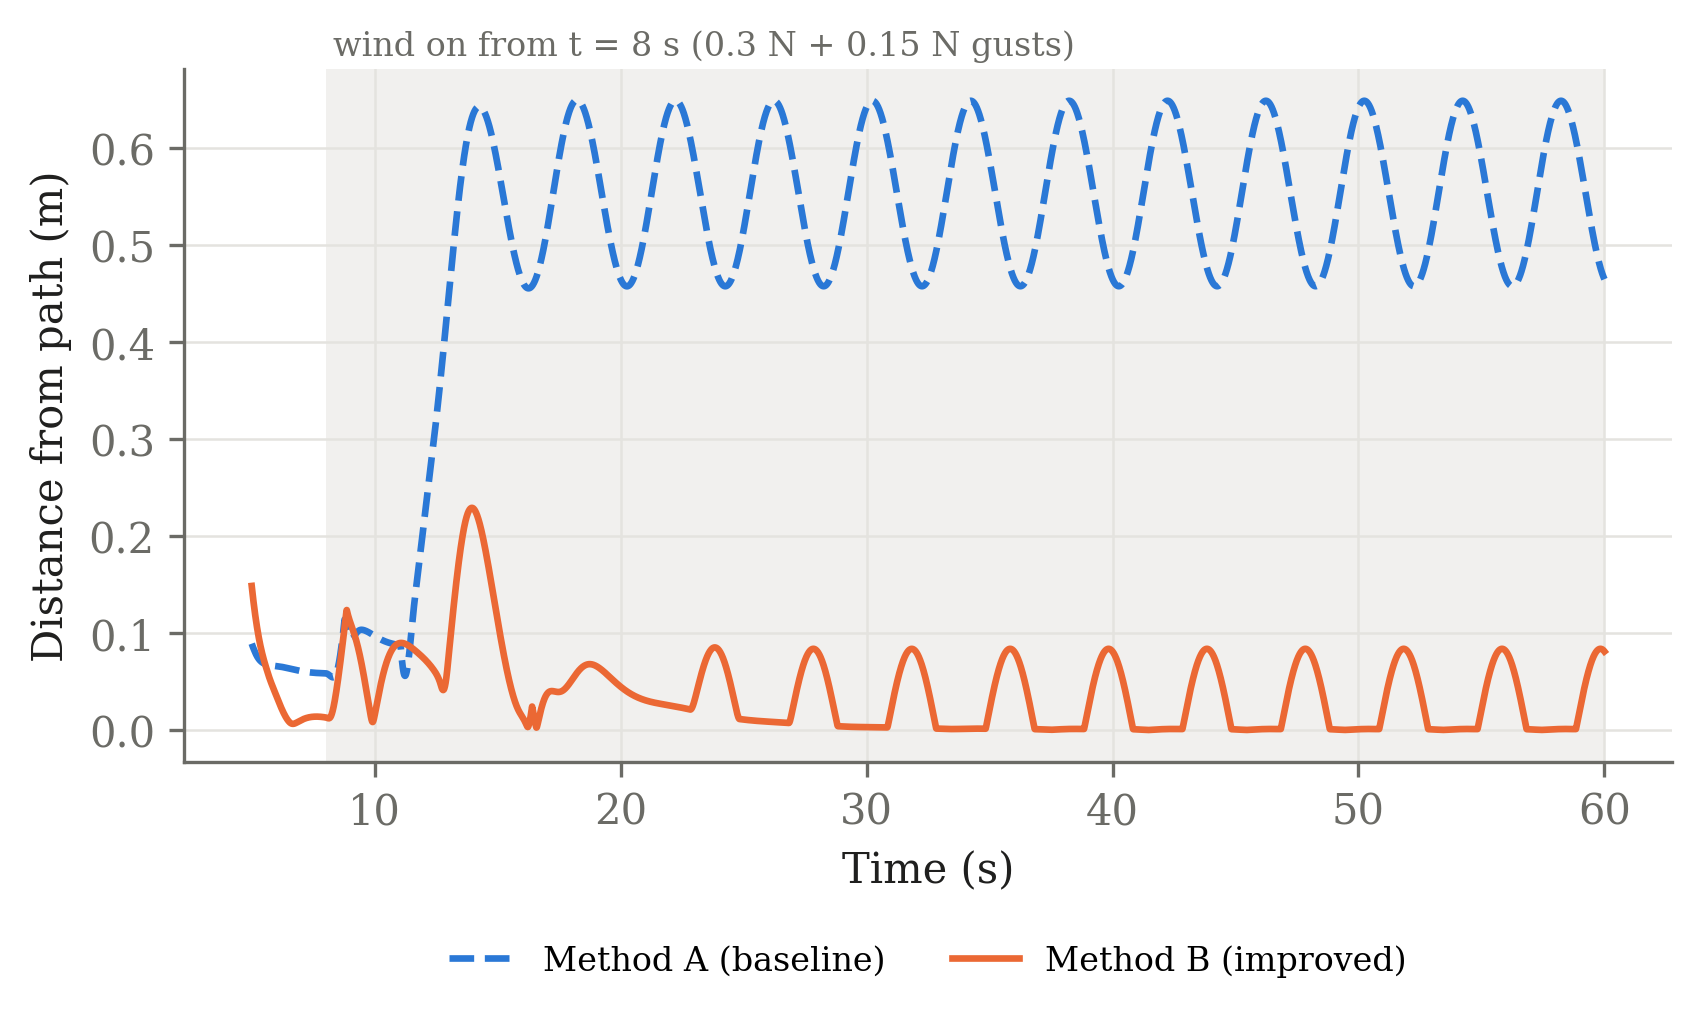 wind on from t = 8 s (0.3 N + 0.15 N gusts)
Distance from path (m)
0.6
0.5
0.4
0.3
0.2
0.1
0.0
10 20 30 40 50 60
Time (s)
Method A (baseline) Method B (improved)